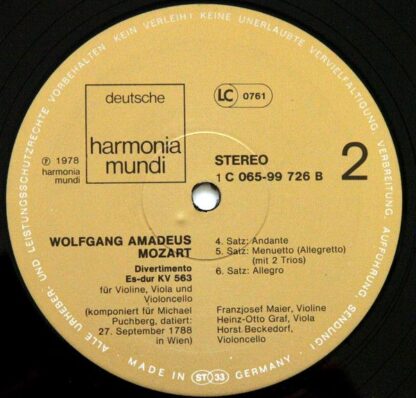 ALLE URHEBER- UND LEISTUNGSSCHUTZRECHTE VORBEHALTEN KEIN VERLEIH! KEINE UNERLAUBTE VERVIELFÄLTIGUNG, VERBREITUNG, AUFFÜHRUNG, SENDUNG!
deutsche
harmonia
mundi
LC 0761
℗ 1978
harmonia
mundi
STEREO
1 C 065-99 726 B
2
WOLFGANG AMADEUS
MOZART
Divertimento
Es-dur KV 563
für Violine, Viola und
Violoncello
(komponiert für Michael
Puchberg, datiert:
27. September 1788
in Wien)
4. Satz: Andante
5. Satz: Menuetto (Allegretto)
(mit 2 Trios)
6. Satz: Allegro
Franzjosef Maier, Violine
Heinz-Otto Graf, Viola
Horst Beckedorf,
Violoncello
MADE IN ST 33 GERMANY